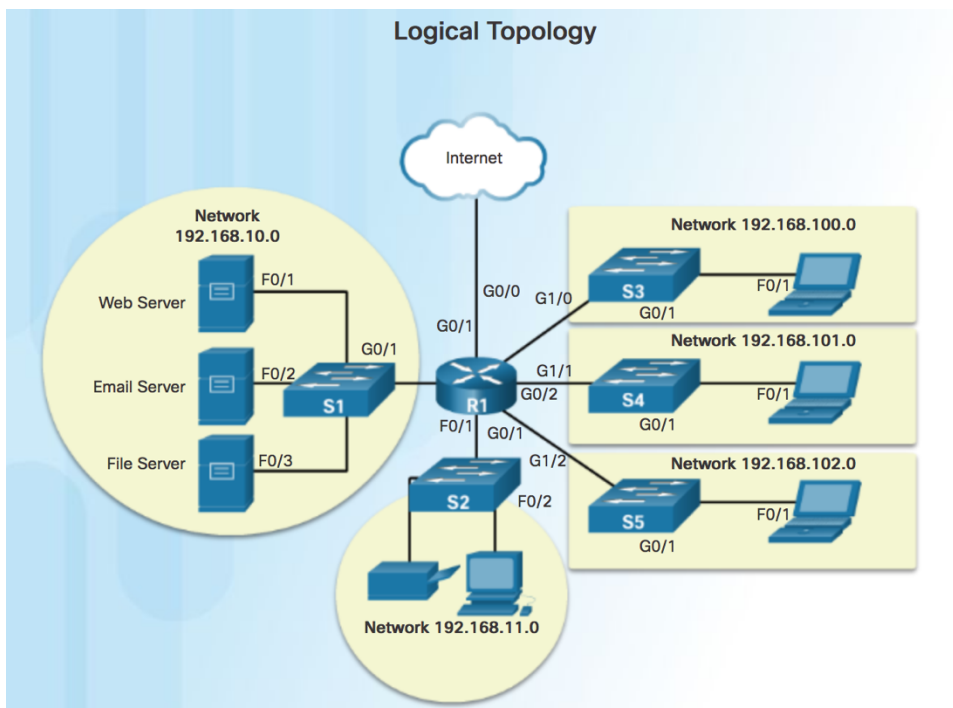 Logical Topology
Internet
Network
192.168.10.0
Web Server
F0/1
Email Server
F0/2
File Server
F0/3
G0/1
S1
G0/0
G0/1
R1
G1/0
G1/1
G0/2
F0/1
G0/1
G1/2
S2
F0/2
Network 192.168.11.0
Network 192.168.100.0
S3
G0/1
F0/1
Network 192.168.101.0
S4
G0/1
F0/1
Network 192.168.102.0
S5
G0/1
F0/1